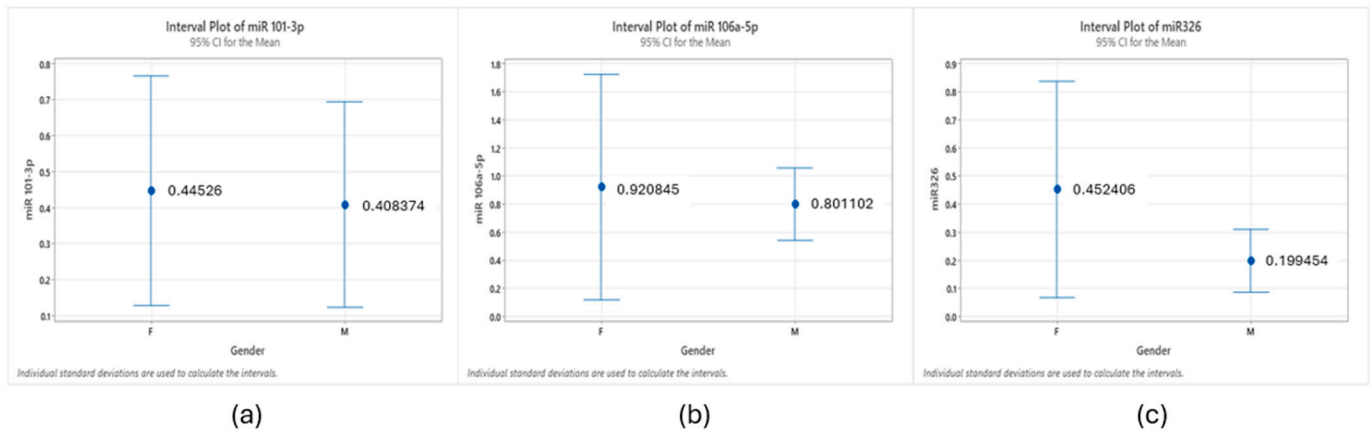 Interval Plot of miR 101-3p
95% CI for the Mean
0.8
0.7
0.6
0.5
0.4
0.3
0.2
0.1
miR 101-3p
0.44526
0.408374
F
M
Gender
Individual standard deviations are used to calculate the intervals.
(a)
Interval Plot of miR 106a-5p
95% CI for the Mean
1.8
1.6
1.4
1.2
1.0
0.8
0.6
0.4
0.2
0.0
miR 106a-5p
0.920845
0.801102
F
M
Gender
Individual standard deviations are used to calculate the intervals.
(b)
Interval Plot of miR326
95% CI for the Mean
0.9
0.8
0.7
0.6
0.5
0.4
0.3
0.2
0.1
0.0
miR326
0.452406
0.199454
F
M
Gender
Individual standard deviations are used to calculate the intervals.
(c)